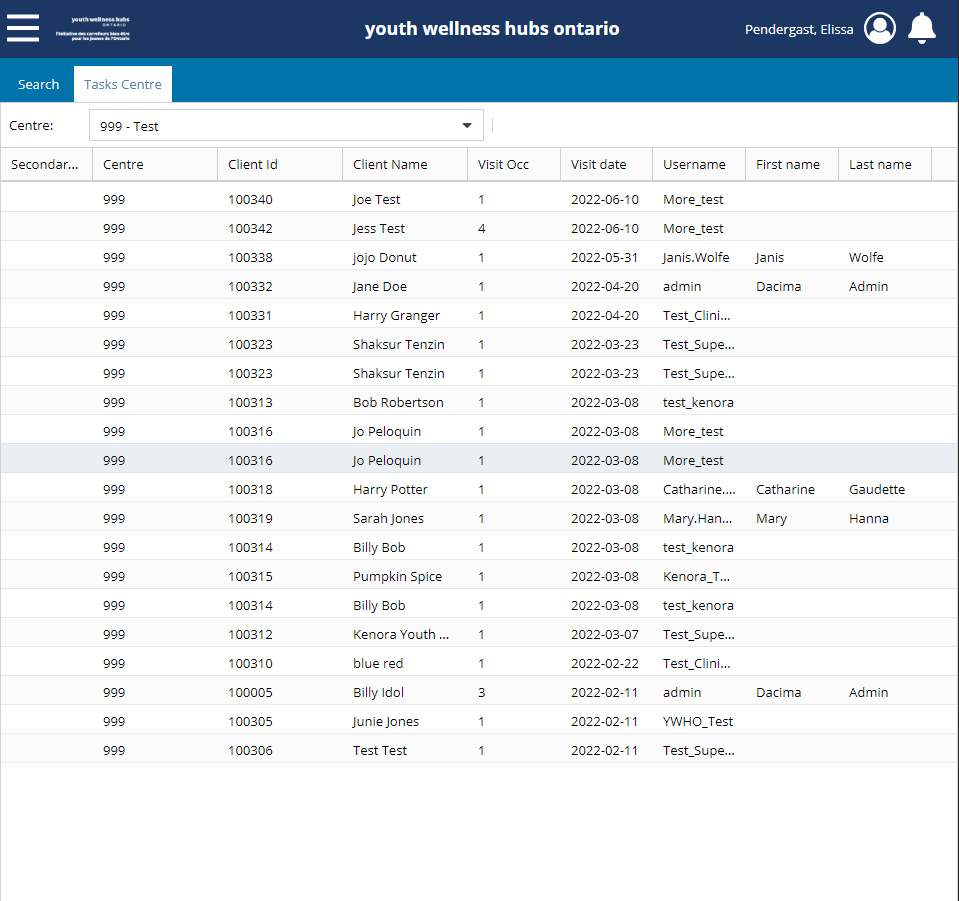 youth wellness hubs
ONTARIO
l'initiative des carrefours bien-être
pour les jeunes de l'Ontario
youth wellness hubs ontario
Pendergast, Elissa
Search Tasks Centre
Centre: 999 - Test
Secondar... Centre Client Id Client Name Visit Occ Visit date Username First name Last name
999 100340 Joe Test 1 2022-06-10 More_test
999 100342 Jess Test 4 2022-06-10 More_test
999 100338 jojo Donut 1 2022-05-31 Janis.Wolfe Janis Wolfe
999 100332 Jane Doe 1 2022-04-20 admin Dacima Admin
999 100331 Harry Granger 1 2022-04-20 Test_Clini...
999 100323 Shaksur Tenzin 1 2022-03-23 Test_Supe...
999 100323 Shaksur Tenzin 1 2022-03-23 Test_Supe...
999 100313 Bob Robertson 1 2022-03-08 test_kenora
999 100316 Jo Peloquin 1 2022-03-08 More_test
999 100316 Jo Peloquin 1 2022-03-08 More_test
999 100318 Harry Potter 1 2022-03-08 Catharine.... Catharine Gaudette
999 100319 Sarah Jones 1 2022-03-08 Mary.Han... Mary Hanna
999 100314 Billy Bob 1 2022-03-08 test_kenora
999 100315 Pumpkin Spice 1 2022-03-08 Kenora_T...
999 100314 Billy Bob 1 2022-03-08 test_kenora
999 100312 Kenora Youth ... 1 2022-03-07 Test_Supe...
999 100310 blue red 1 2022-02-22 Test_Clini...
999 100005 Billy Idol 3 2022-02-11 admin Dacima Admin
999 100305 Junie Jones 1 2022-02-11 YWHO_Test
999 100306 Test Test 1 2022-02-11 Test_Supe...